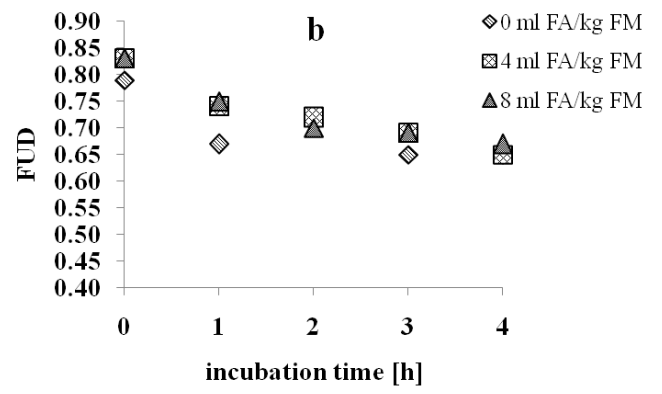 b
0 ml FA/kg FM
4 ml FA/kg FM
8 ml FA/kg FM
FUD
0.90
0.85
0.80
0.75
0.70
0.65
0.60
0.55
0.50
0.45
0.40
0 1 2 3 4
incubation time [h]